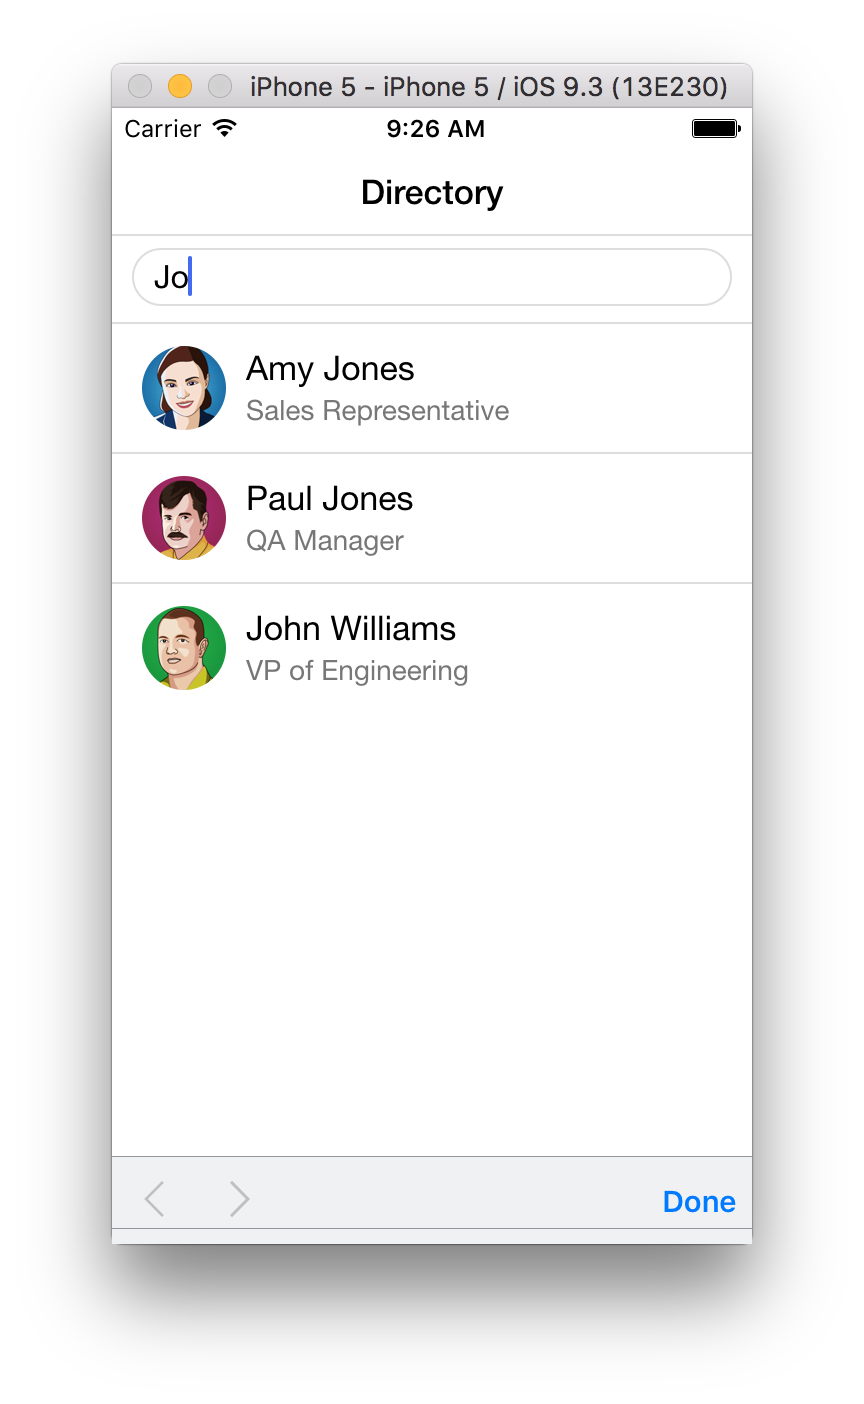 iPhone 5 - iPhone 5 / iOS 9.3 (13E230)
Carrier 9:26 AM
Directory
Jo
Amy Jones
Sales Representative
Paul Jones
QA Manager
John Williams
VP of Engineering
Done